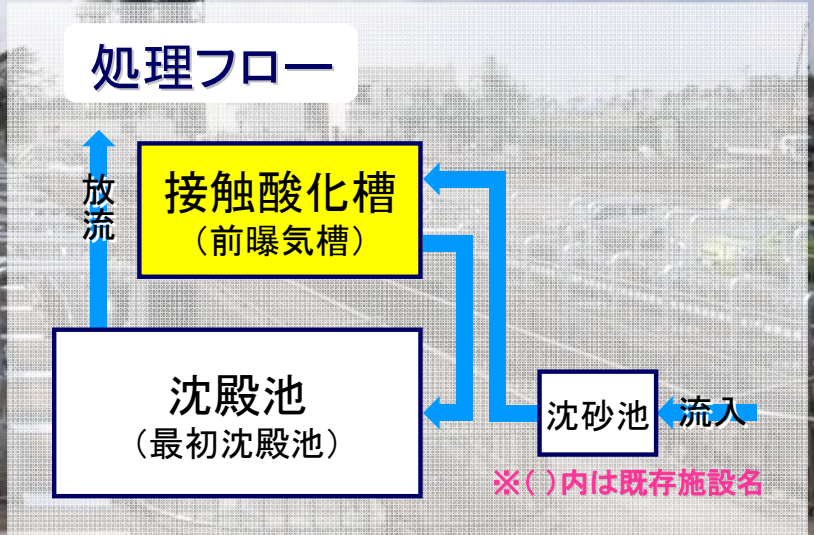 処理フロー
放流
接触酸化槽
（前曝気槽）
沈殿池
（最初沈殿池）
沈砂池
流入
※( )内は既存施設名